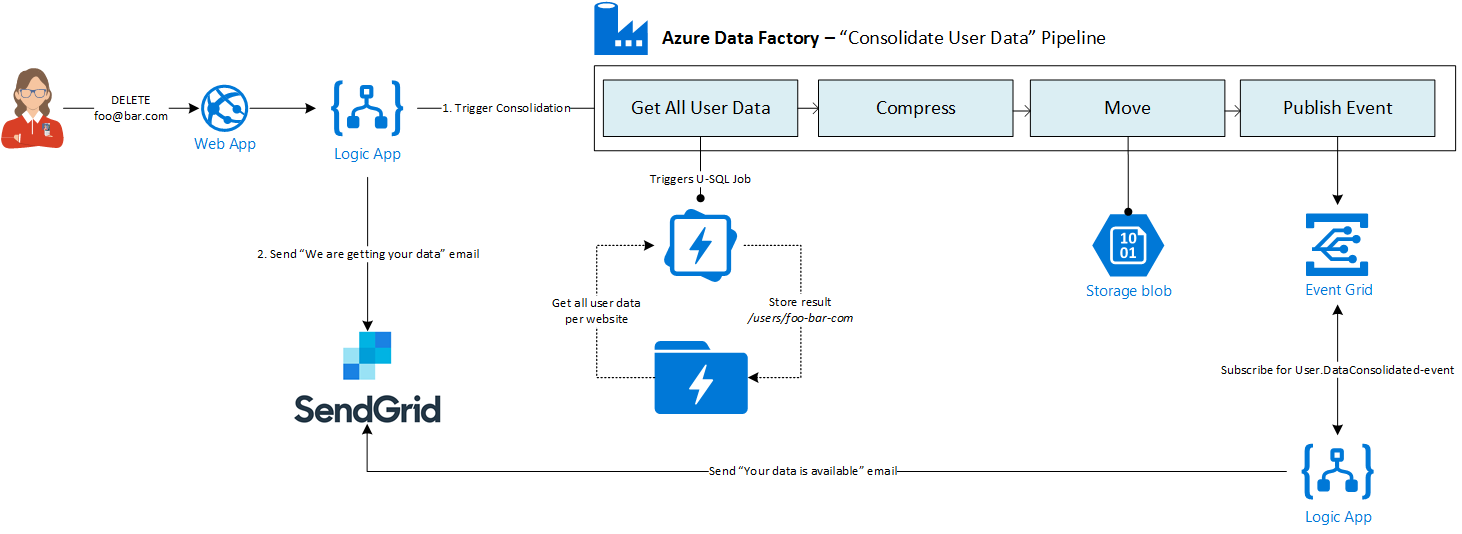 Azure Data Factory – “Consolidate User Data” Pipeline
DELETE
foo@bar.com
Web App
Logic App
1. Trigger Consolidation
Get All User Data
Compress
Move
Publish Event
Triggers U-SQL Job
2. Send “We are getting your data” email
Get all user data
per website
Store result
/users/foo-bar-com
10
01
Storage blob
Event Grid
Subscribe for User.DataConsolidated-event
SendGrid
Send “Your data is available” email
Logic App